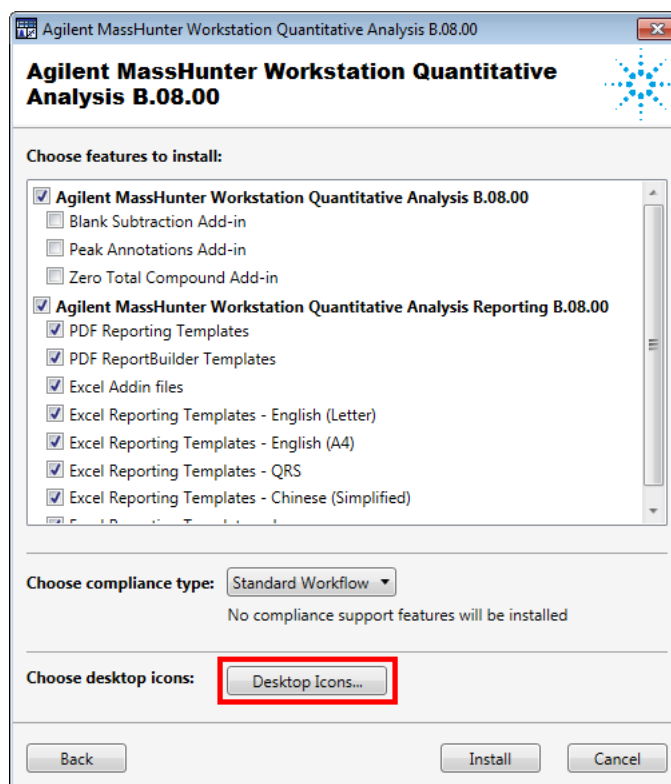 Agilent MassHunter Workstation Quantitative Analysis B.08.00
Agilent MassHunter Workstation Quantitative
Analysis B.08.00
Choose features to install:
Agilent MassHunter Workstation Quantitative Analysis B.08.00
Blank Subtraction Add-in
Peak Annotations Add-in
Zero Total Compound Add-in
Agilent MassHunter Workstation Quantitative Analysis Reporting B.08.00
PDF Reporting Templates
PDF ReportBuilder Templates
Excel Addin files
Excel Reporting Templates - English (Letter)
Excel Reporting Templates - English (A4)
Excel Reporting Templates - QRS
Excel Reporting Templates - Chinese (Simplified)
Choose compliance type: Standard Workflow
No compliance support features will be installed
Choose desktop icons: Desktop Icons...
Back Install Cancel